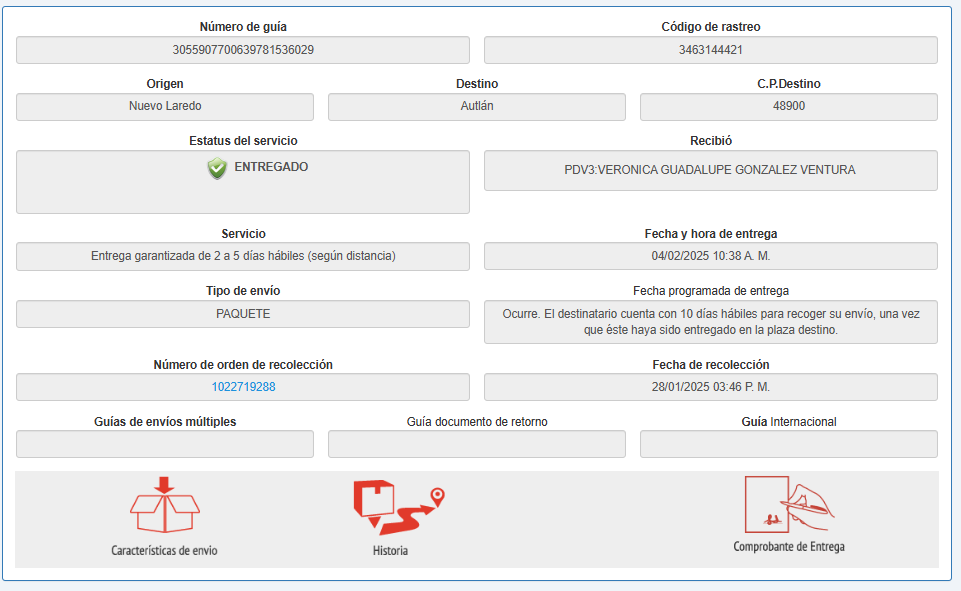 Número de guía
3055907700639781536029
Código de rastreo
3463144421
Origen
Nuevo Laredo
Destino
Autlán
C.P.Destino
48900
Estatus del servicio
ENTREGADO
Recibió
PDV3:VERONICA GUADALUPE GONZALEZ VENTURA
Servicio
Entrega garantizada de 2 a 5 días hábiles (según distancia)
Fecha y hora de entrega
04/02/2025 10:38 A. M.
Tipo de envío
PAQUETE
Fecha programada de entrega
Ocurre. El destinatario cuenta con 10 días hábiles para recoger su envío, una vez
que éste haya sido entregado en la plaza destino.
Número de orden de recolección
1022719288
Fecha de recolección
28/01/2025 03:46 P. M.
Guías de envíos múltiples
Guía documento de retorno
Guía Internacional
Características de envio
Historia
Comprobante de Entrega